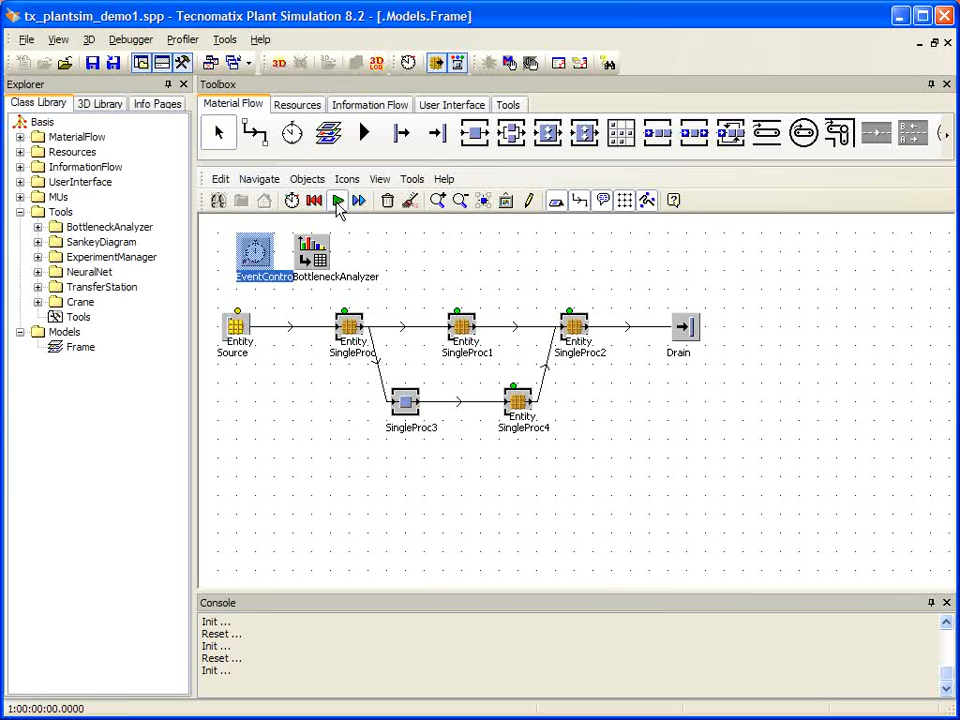 tx_plantsim_demo1.spp - Tecnomatix Plant Simulation 8.2 - [.Models.Frame]
File View 3D Debugger Profiler Tools Help
3D 3D LOG
Explorer
Class Library 3D Library Info Pages
Basis
MaterialFlow
Resources
InformationFlow
UserInterface
MUs
Tools
BottleneckAnalyzer
SankeyDiagram
ExperimentManager
NeuralNet
TransferStation
Crane
Tools
Models
Frame
Toolbox
Material Flow Resources Information Flow User Interface Tools
Edit Navigate Objects Icons View Tools Help
EventContro BottleneckAnalyzer
Entity
Source
Entity
SingleProc
Entity
SingleProc1
Entity
SingleProc2
Drain
SingleProc3
Entity
SingleProc4
Console
Init ...
Reset ...
Init ...
Reset ...
Init ...
1:00:00:00.0000